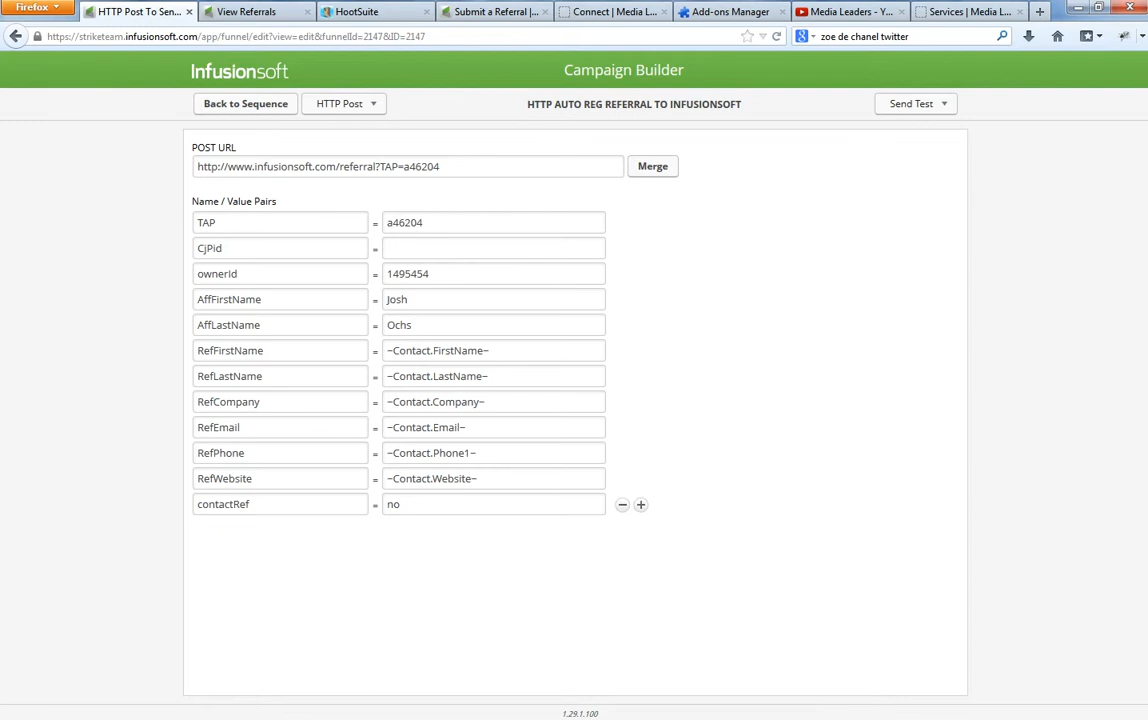 Firefox
HTTP Post To Sen...
View Referrals
HootSuite
Submit a Referral |...
Connect | Media L...
Add-ons Manager
Media Leaders - Y...
Services | Media L...
https://striketeam.infusionsoft.com/app/funnel/edit?view=edit&funnelId=2147&ID=2147
zoe de chanel twitter
Infusionsoft
Campaign Builder
Back to Sequence
HTTP Post
HTTP AUTO REG REFERRAL TO INFUSIONSOFT
Send Test
POST URL
http://www.infusionsoft.com/referral?TAP=a46204
Merge
Name / Value Pairs
TAP = a46204
CjPid =
ownerId = 1495454
AffFirstName = Josh
AffLastName = Ochs
RefFirstName = ~Contact.FirstName~
RefLastName = ~Contact.LastName~
RefCompany = ~Contact.Company~
RefEmail = ~Contact.Email~
RefPhone = ~Contact.Phone1~
RefWebsite = ~Contact.Website~
contactRef = no
1.29.1.100